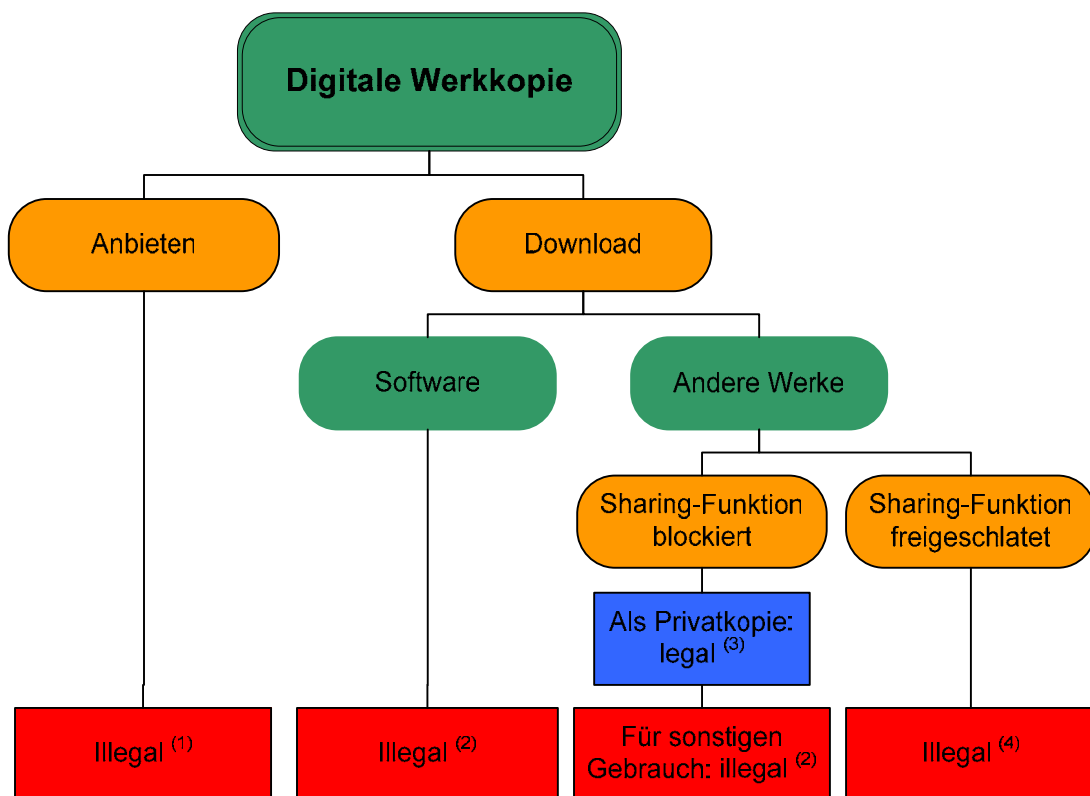 Digitale Werkkopie
Anbieten
Download
Software
Andere Werke
Sharing-Funktion
blockiert
Sharing-Funktion
freigeschlatet
Als Privatkopie:
legal (3)
Illegal (1)
Illegal (2)
Für sonstigen
Gebrauch: illegal (2)
Illegal (4)